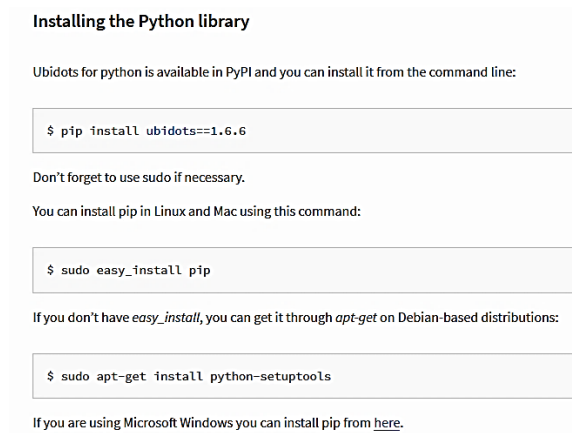 Installing the Python library
Ubidots for python is available in PyPI and you can install it from the command line:
$ pip install ubidots==1.6.6
Don't forget to use sudo if necessary.
You can install pip in Linux and Mac using this command:
$ sudo easy_install pip
If you don't have easy_install, you can get it through apt-get on Debian-based distributions:
$ sudo apt-get install python-setuptools
If you are using Microsoft Windows you can install pip from here.